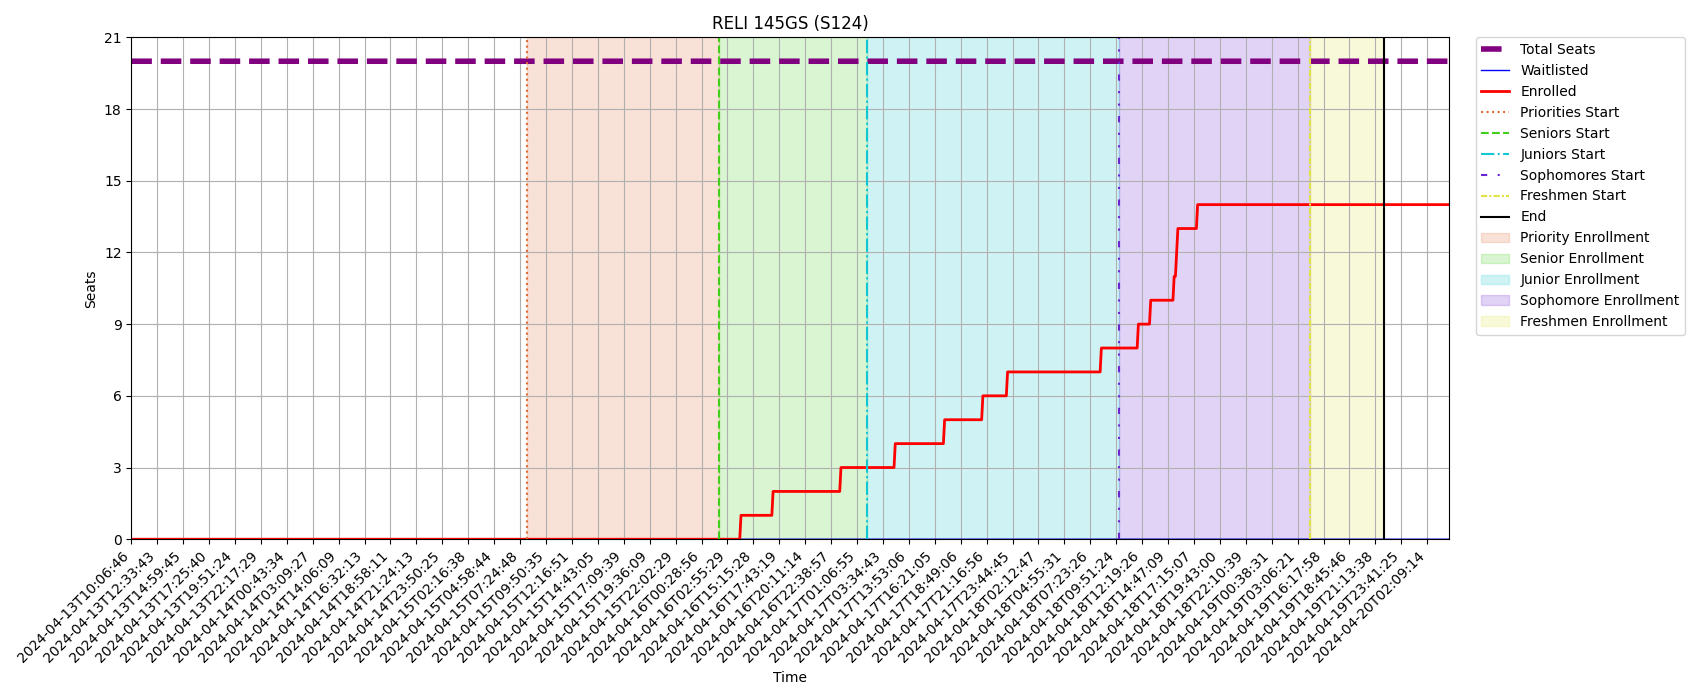 RELI 145GS (S124)
21
18
15
12
9
6
3
0
Seats
2024-04-13T10:06:46
2024-04-13T12:33:43
2024-04-13T14:59:45
2024-04-13T17:25:40
2024-04-13T19:51:24
2024-04-13T22:17:29
2024-04-14T00:43:34
2024-04-14T03:09:27
2024-04-14T14:06:09
2024-04-14T16:32:13
2024-04-14T18:58:11
2024-04-14T21:24:13
2024-04-14T23:50:25
2024-04-15T02:16:38
2024-04-15T04:58:44
2024-04-15T07:24:48
2024-04-15T09:50:35
2024-04-15T12:16:51
2024-04-15T14:43:05
2024-04-15T17:09:39
2024-04-15T19:36:09
2024-04-15T22:02:29
2024-04-16T00:28:56
2024-04-16T02:55:29
2024-04-16T15:15:28
2024-04-16T17:43:19
2024-04-16T20:11:14
2024-04-16T22:38:57
2024-04-17T01:06:55
2024-04-17T03:34:43
2024-04-17T13:53:06
2024-04-17T16:21:05
2024-04-17T18:49:06
2024-04-17T21:16:56
2024-04-17T23:44:45
2024-04-18T02:12:47
2024-04-18T04:55:31
2024-04-18T07:23:26
2024-04-18T09:51:24
2024-04-18T12:19:26
2024-04-18T14:47:09
2024-04-18T17:15:07
2024-04-18T19:43:00
2024-04-18T22:10:39
2024-04-19T00:38:31
2024-04-19T03:06:21
2024-04-19T16:17:58
2024-04-19T18:45:46
2024-04-19T21:13:38
2024-04-19T23:41:25
2024-04-20T02:09:14
Time
Total Seats
Waitlisted
Enrolled
Priorities Start
Seniors Start
Juniors Start
Sophomores Start
Freshmen Start
End
Priority Enrollment
Senior Enrollment
Junior Enrollment
Sophomore Enrollment
Freshmen Enrollment